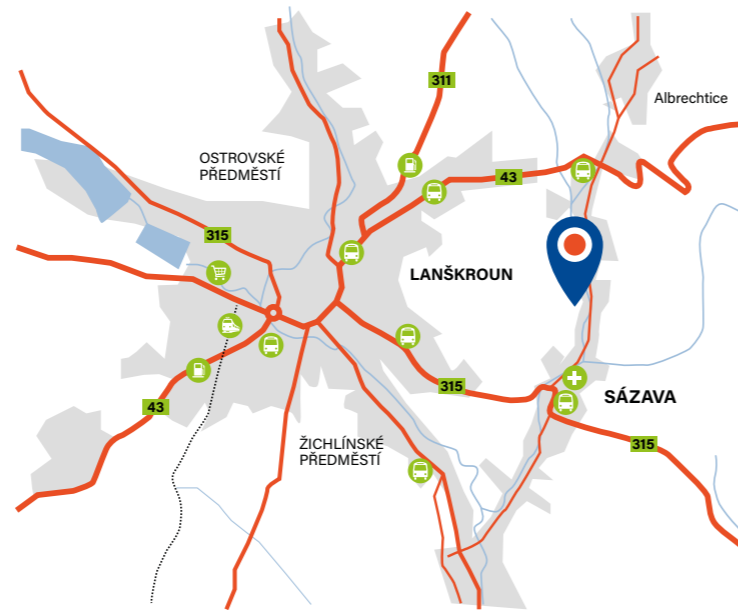 311
Albrechtice
OSTROVSKÉ
PŘEDMĚSTÍ
43
315
LANŠKROUN
315
SÁZAVA
43
315
ŽICHLÍNSKÉ
PŘEDMĚSTÍ